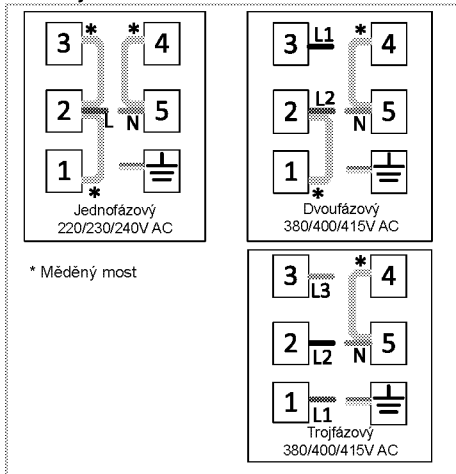 3 * * 4
2 L N 5
1 *
Jednofázový
220/230/240V AC
3 L1 * 4
2 L2 N 5
1 *
Dvoufázový
380/400/415V AC
* Měděný most
3 L3 * 4
2 L2 N 5
1 L1
Trojfázový
380/400/415V AC